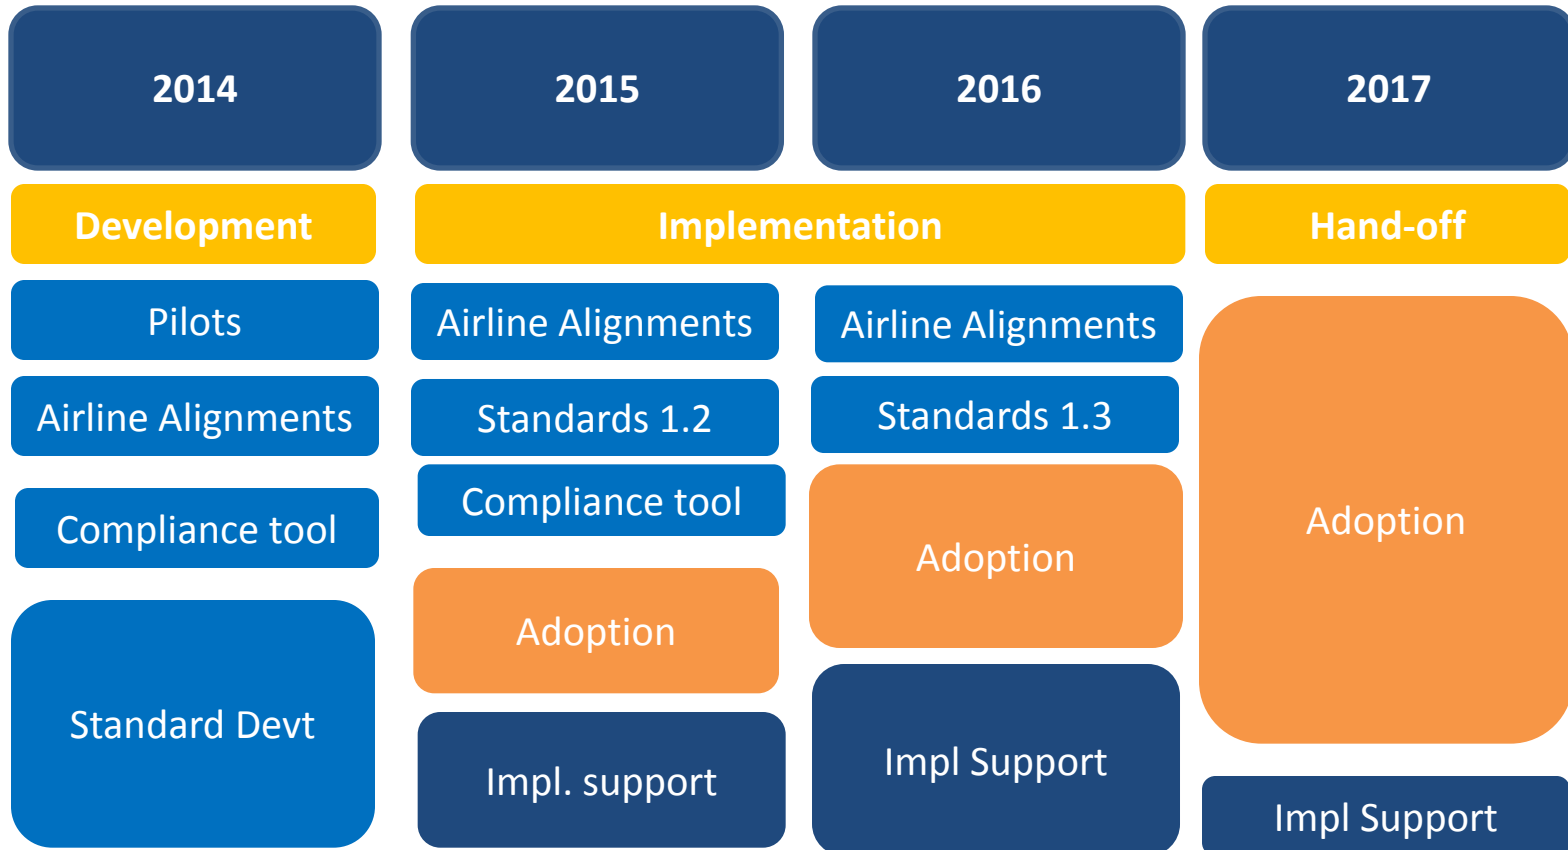 2014
2015
2016
2017
Development
Implementation
Hand-off
Pilots
Airline Alignments
Compliance tool
Standard Devt
Airline Alignments
Standards 1.2
Compliance tool
Adoption
Impl. support
Airline Alignments
Standards 1.3
Adoption
Impl Support
Adoption
Impl Support